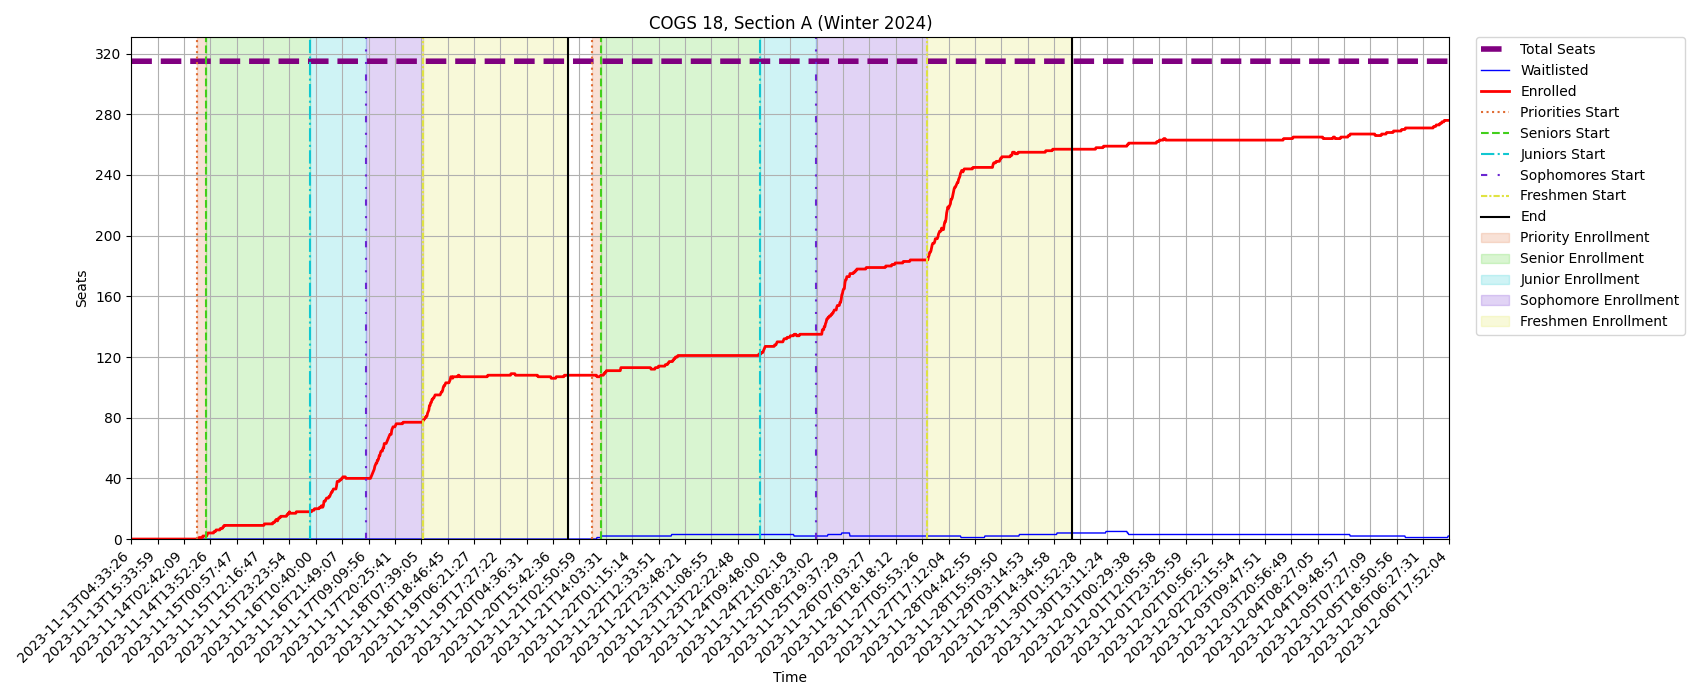 COGS 18, Section A (Winter 2024)
320
280
240
200
160
120
80
40
0
Seats
2023-11-13T04:33:26
2023-11-13T15:33:59
2023-11-14T02:42:09
2023-11-14T13:52:26
2023-11-15T00:57:47
2023-11-15T12:16:47
2023-11-15T23:23:54
2023-11-16T10:40:00
2023-11-16T21:49:07
2023-11-17T09:09:56
2023-11-17T20:25:41
2023-11-18T07:39:05
2023-11-18T18:46:45
2023-11-19T06:21:27
2023-11-19T17:27:22
2023-11-20T04:36:31
2023-11-20T15:42:36
2023-11-21T02:50:59
2023-11-21T14:03:31
2023-11-22T01:15:14
2023-11-22T12:33:51
2023-11-22T23:48:21
2023-11-23T11:08:55
2023-11-23T22:22:48
2023-11-24T09:48:00
2023-11-24T21:02:18
2023-11-25T08:23:02
2023-11-25T19:37:29
2023-11-26T07:03:27
2023-11-26T18:18:12
2023-11-27T05:53:26
2023-11-27T17:12:04
2023-11-28T04:42:55
2023-11-28T15:59:50
2023-11-29T03:14:53
2023-11-29T14:34:58
2023-11-30T01:52:28
2023-11-30T13:11:24
2023-12-01T00:29:38
2023-12-01T12:05:58
2023-12-01T23:25:59
2023-12-02T10:56:52
2023-12-02T22:15:54
2023-12-03T09:47:51
2023-12-03T20:56:49
2023-12-04T08:27:05
2023-12-04T19:48:57
2023-12-05T07:27:09
2023-12-05T18:50:56
2023-12-06T06:27:31
2023-12-06T17:52:04
Time
Total Seats
Waitlisted
Enrolled
Priorities Start
Seniors Start
Juniors Start
Sophomores Start
Freshmen Start
End
Priority Enrollment
Senior Enrollment
Junior Enrollment
Sophomore Enrollment
Freshmen Enrollment